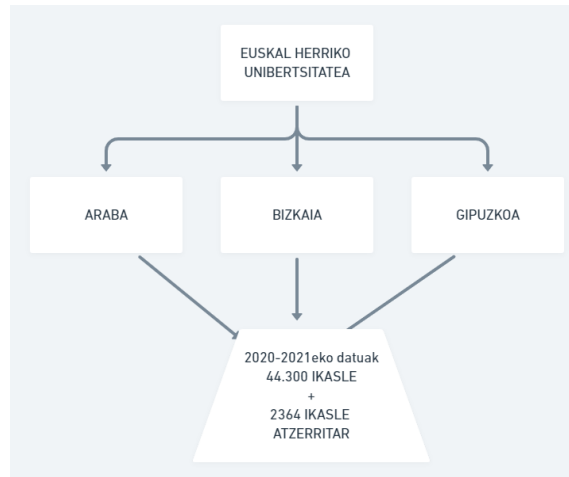 EUSKAL HERRIKO
UNIBERTSITATEA
ARABA
BIZKAIA
GIPUZKOA
2020-2021eko datuak
44.300 IKASLE
+
2364 IKASLE
ATZERRITAR